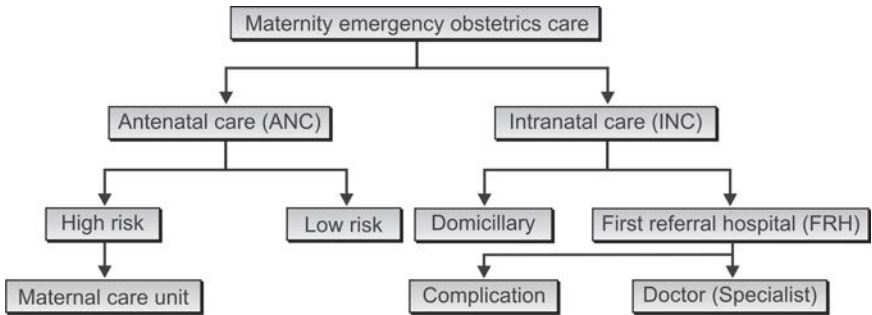 Maternity emergency obstetrics care
Antenatal care (ANC)
Intranatal care (INC)
High risk
Low risk
Domicillary
First referral hospital (FRH)
Maternal care unit
Complication
Doctor (Specialist)